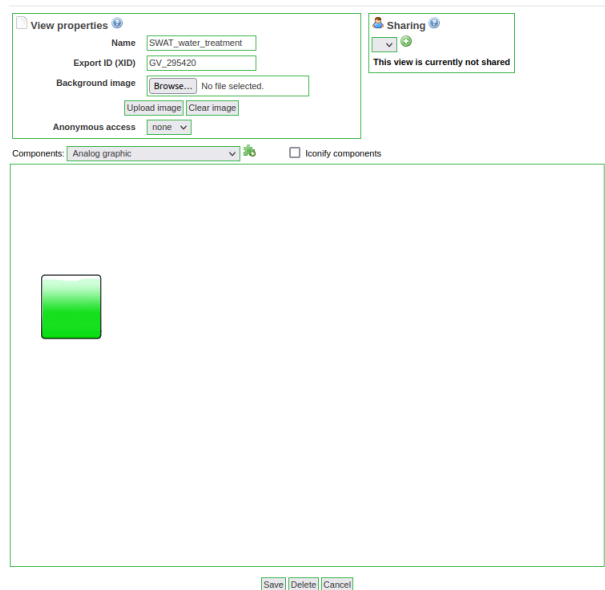 View properties
Name SWAT_water_treatment
Export ID (XID) GV_295420
Background image Browse... No file selected.
Upload image Clear image
Anonymous access none
Sharing
This view is currently not shared
Components: Analog graphic Iconify components
Save Delete Cancel